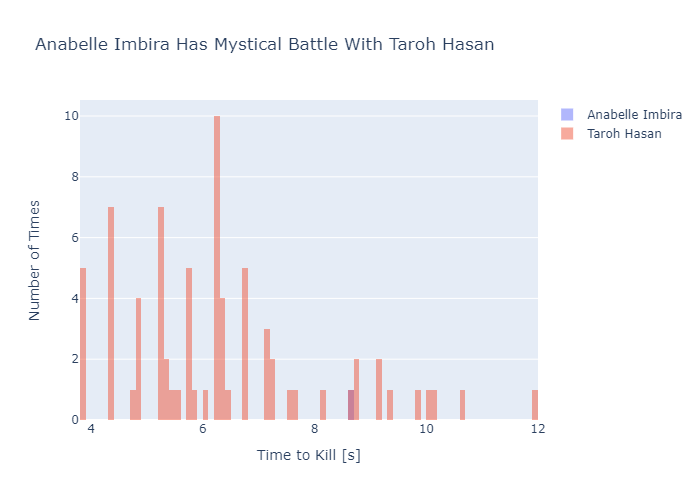 Anabelle Imbira Has Mystical Battle With Taroh Hasan
Anabelle Imbira
Taroh Hasan
Number of Times
10
8
6
4
2
0
4 6 8 10 12
Time to Kill [s]